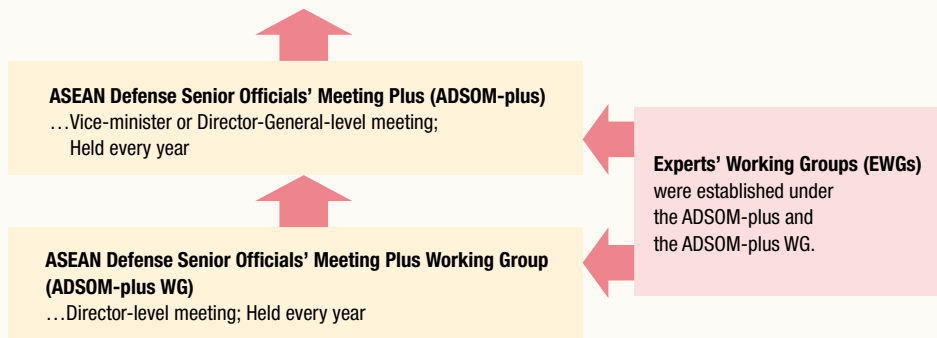 ASEAN Defense Senior Officials' Meeting Plus (ADSOM-plus)
…Vice-minister or Director-General-level meeting;
Held every year
Experts' Working Groups (EWGs)
were established under
the ADSOM-plus and
the ADSOM-plus WG.
ASEAN Defense Senior Officials' Meeting Plus Working Group
(ADSOM-plus WG)
…Director-level meeting; Held every year